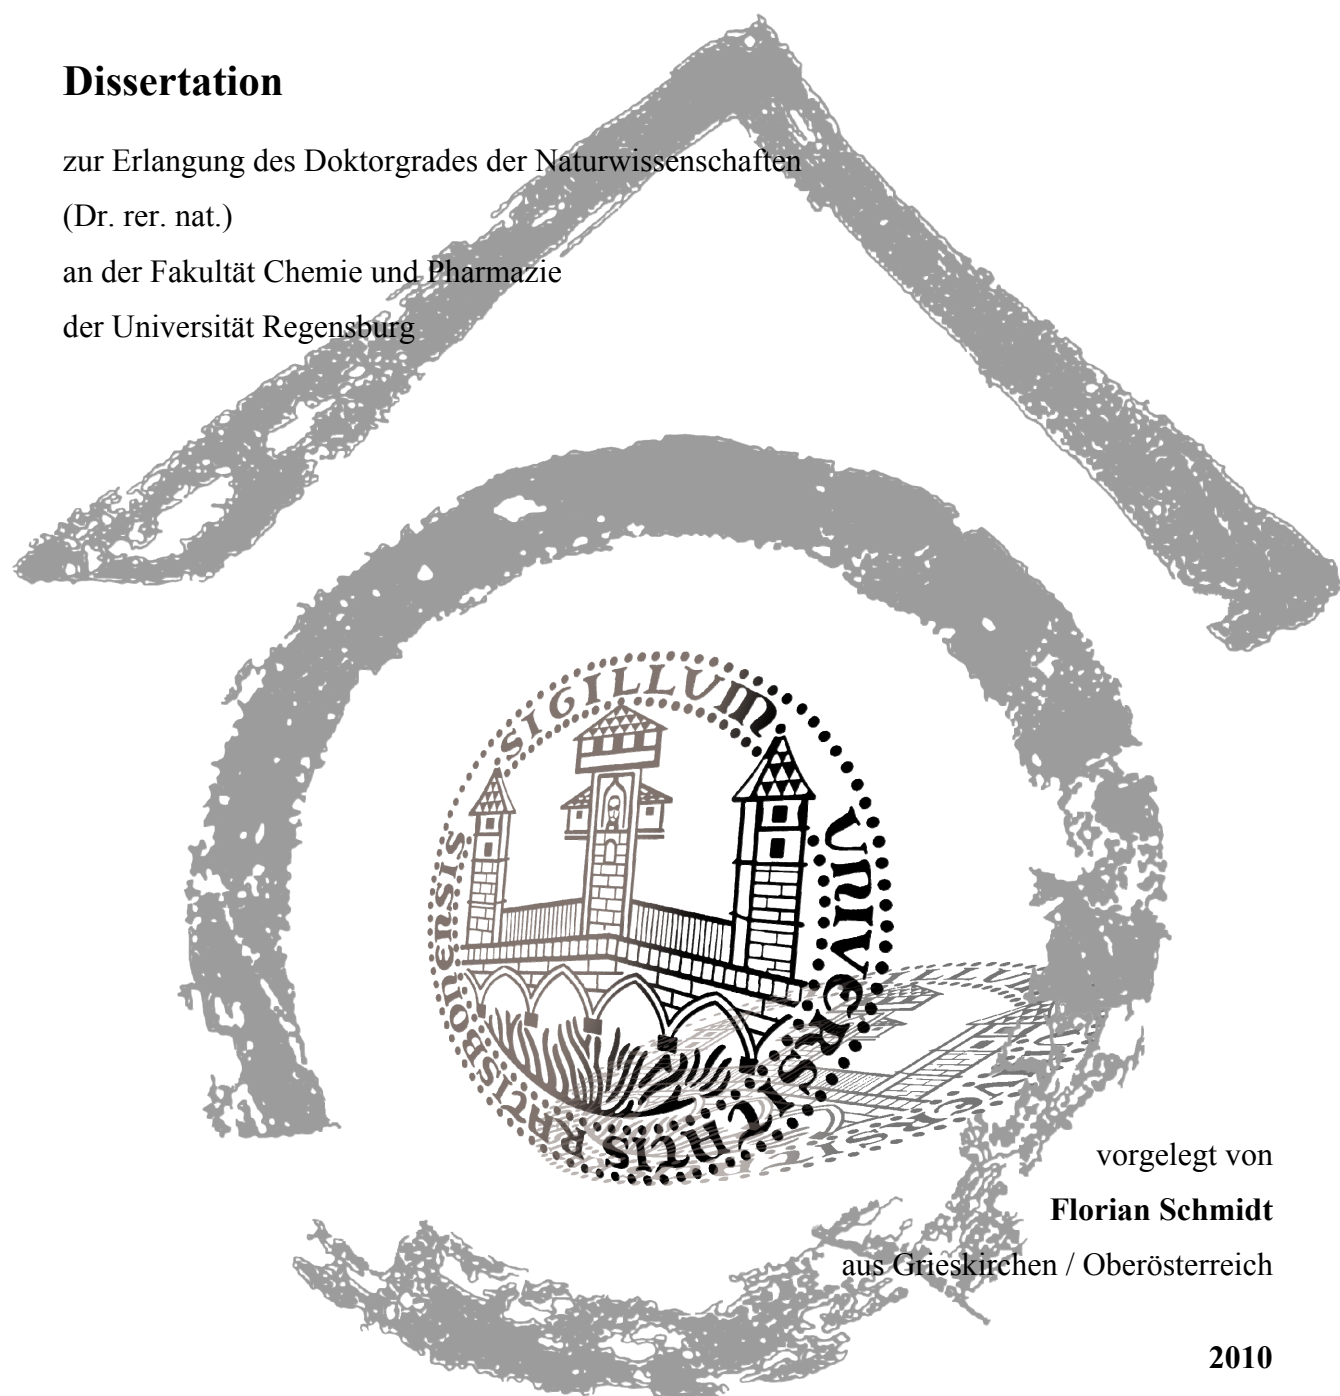 Dissertation
zur Erlangung des Doktorgrades der Naturwissenschaften
(Dr. rer. nat.)
an der Fakultät Chemie und Pharmazie
der Universität Regensburg
SIGILLUM UNIVERSITATIS RATISBONENSIS
vorgelegt von
Florian Schmidt
aus Grieskirchen / Oberösterreich
2010